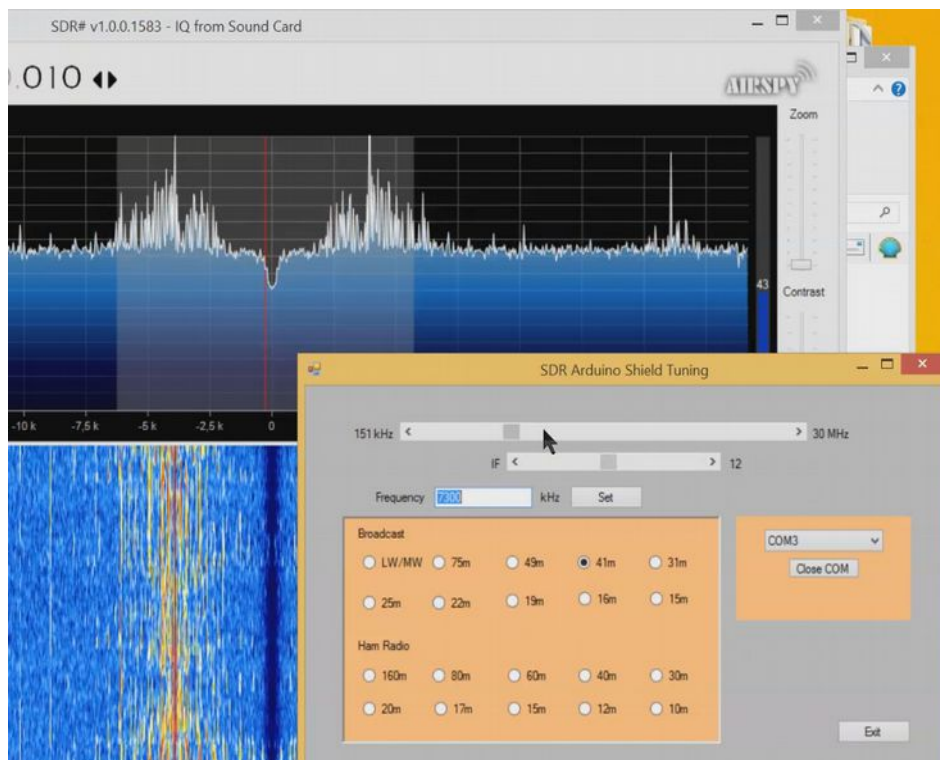 SDR# v1.0.0.1583 - IQ from Sound Card
.010
AIRSPY
Zoom
43
Contrast
-10 k -7,5 k -5 k -2,5 k 0
SDR Arduino Shield Tuning
151 kHz 30 MHz
IF 12
Frequency 7300 kHz Set
Broadcast
LW/MW 75m 49m 41m 31m
25m 22m 19m 16m 15m
Ham Radio
160m 80m 60m 40m 30m
20m 17m 15m 12m 10m
COM3
Close COM
Exit